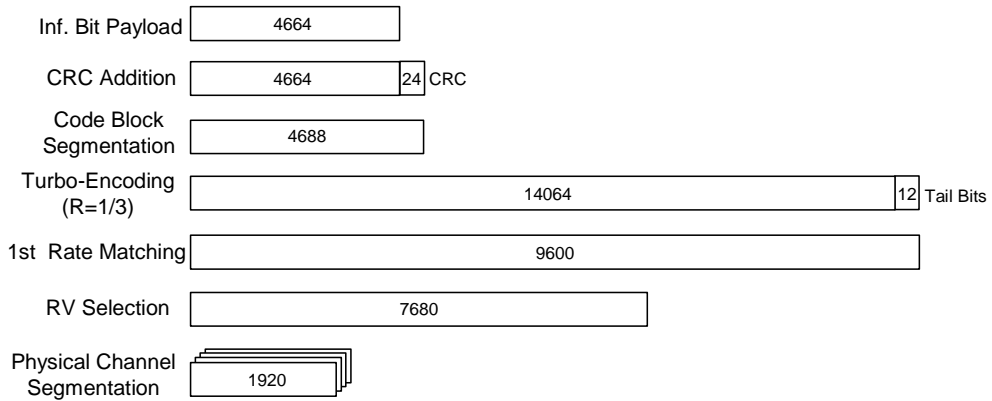 Inf. Bit Payload 4664
CRC Addition 4664 24 CRC
Code Block
Segmentation 4688
Turbo-Encoding
(R=1/3) 14064 12 Tail Bits
1st Rate Matching 9600
RV Selection 7680
Physical Channel
Segmentation 1920